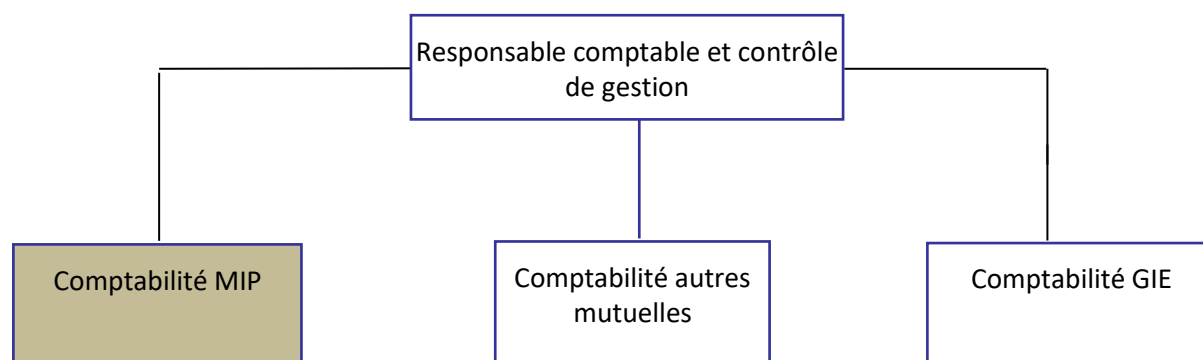 Responsable comptable et contrôle
de gestion
Comptabilité MIP
Comptabilité autres
mutuelles
Comptabilité GIE